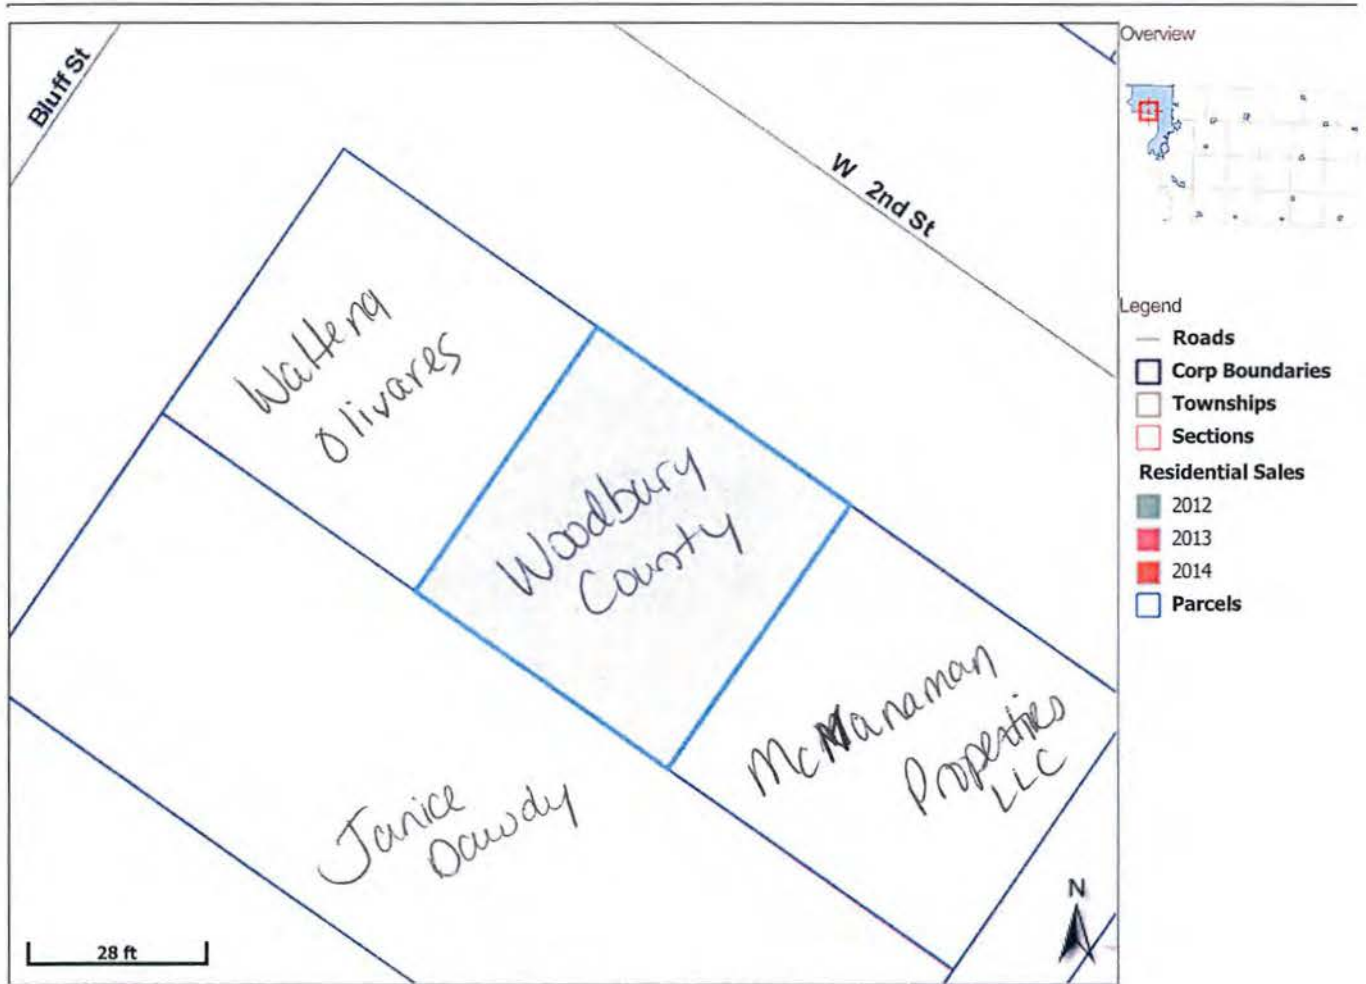 Bluff St
W 2nd St
Wattena
Olivares
Woodbury
County
McManaman
Properties
LLC
Janice
Dawdy
28 ft
N
Overview
Legend
Roads
Corp Boundaries
Townships
Sections
Residential Sales
2012
2013
2014
Parcels